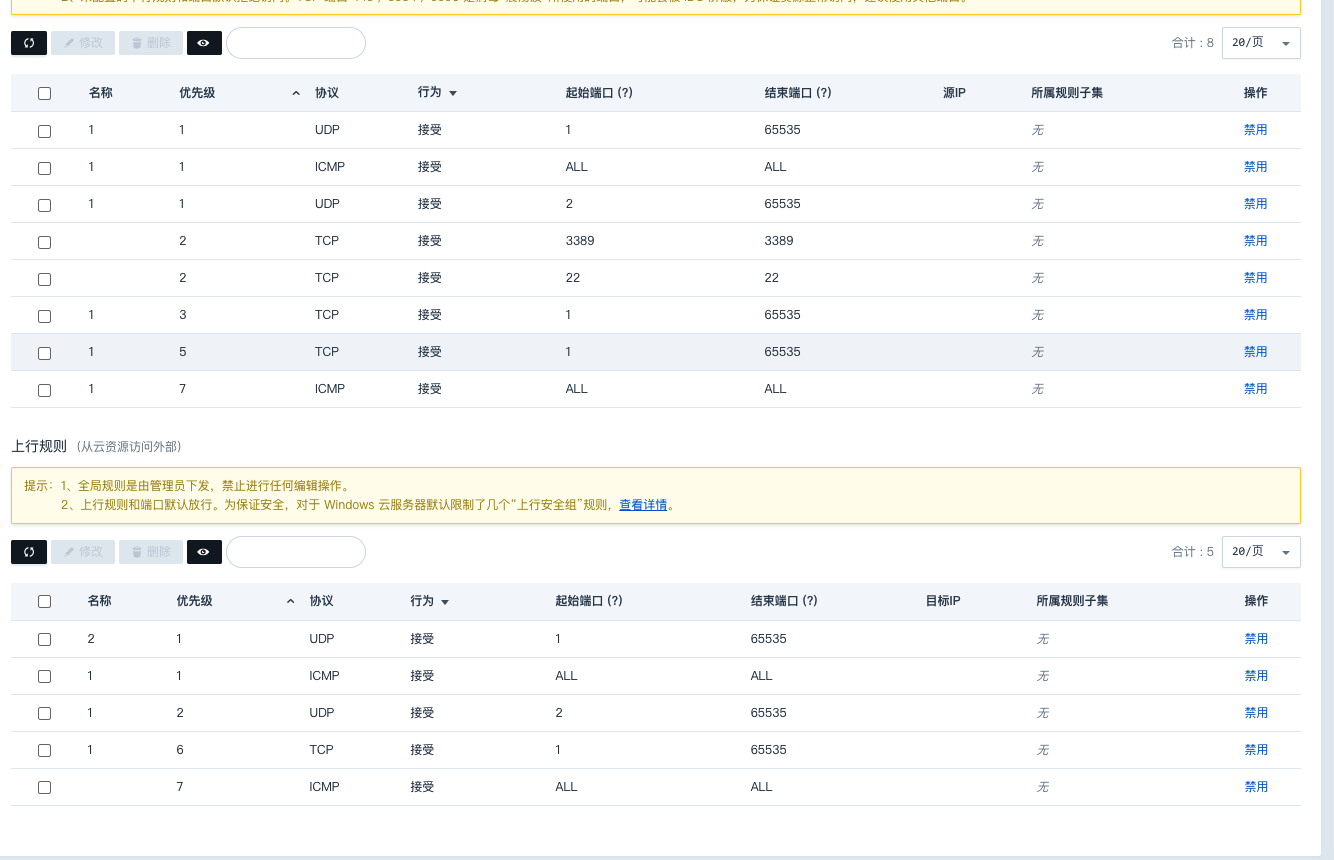 修改 删除 合计 : 8 20/页
名称 优先级 协议 行为 起始端口 (?) 结束端口 (?) 源IP 所属规则子集 操作
1 1 UDP 接受 1 65535 无 禁用
1 1 ICMP 接受 ALL ALL 无 禁用
1 1 UDP 接受 2 65535 无 禁用
2 TCP 接受 3389 3389 无 禁用
2 TCP 接受 22 22 无 禁用
1 3 TCP 接受 1 65535 无 禁用
1 5 TCP 接受 1 65535 无 禁用
1 7 ICMP 接受 ALL ALL 无 禁用
上行规则 (从云资源访问外部)
提示: 1、全局规则是由管理员下发，禁止进行任何编辑操作。
2、上行规则和端口默认放行。为保证安全，对于 Windows 云服务器默认限制了几个“上行安全组”规则，查看详情。
修改 删除 合计 : 5 20/页
名称 优先级 协议 行为 起始端口 (?) 结束端口 (?) 目标IP 所属规则子集 操作
2 1 UDP 接受 1 65535 无 禁用
1 1 ICMP 接受 ALL ALL 无 禁用
1 2 UDP 接受 2 65535 无 禁用
1 6 TCP 接受 1 65535 无 禁用
7 ICMP 接受 ALL ALL 无 禁用